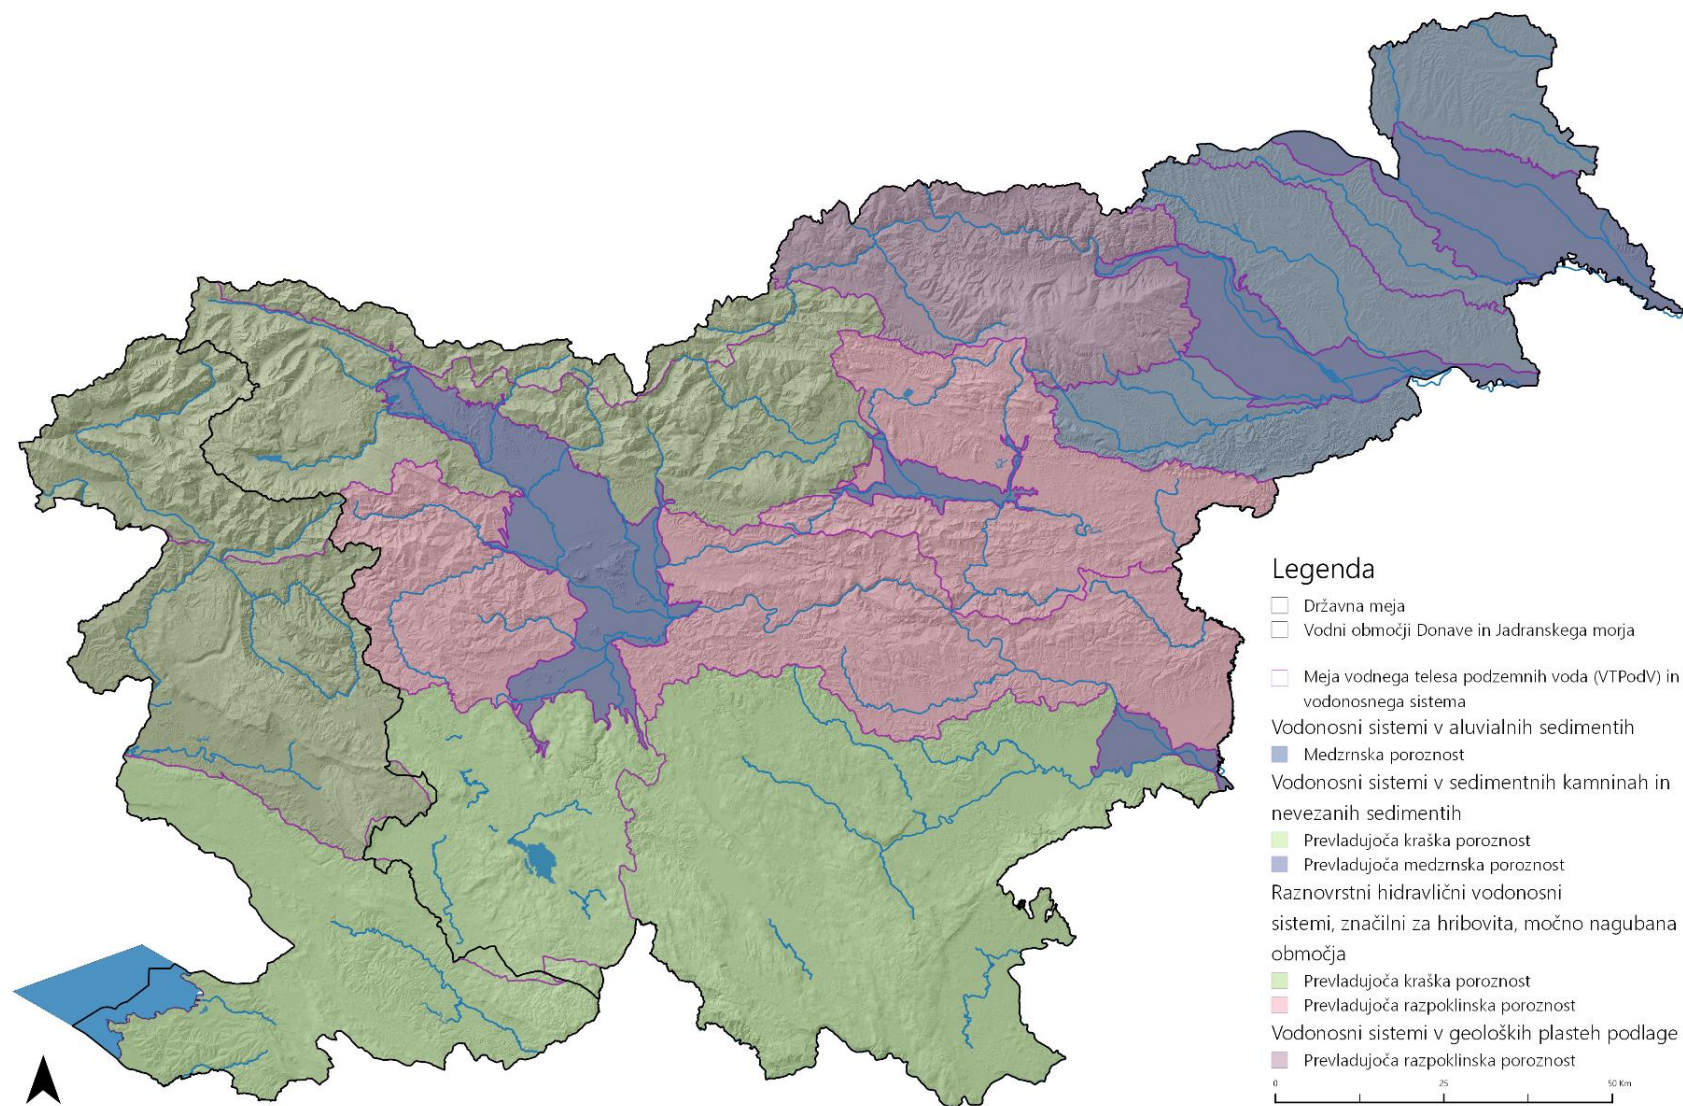 Legenda
Državna meja
Vodni območji Donave in Jadranskega morja
Meja vodnega telesa podzemnih voda (VTPodV) in
vodonosnega sistema
Vodonosni sistemi v aluvialnih sedimentih
Medzrnska poroznost
Vodonosni sistemi v sedimentnih kamninah in
nevezanih sedimentih
Prevladujoča kraška poroznost
Prevladujoča medzrnska poroznost
Raznovrstni hidravlični vodonosni
sistemi, značilni za hribovita, močno nagubana
območja
Prevladujoča kraška poroznost
Prevladujoča razpoklinska poroznost
Vodonosni sistemi v geoloških plasteh podlage
Prevladujoča razpoklinska poroznost
0 25 50 Km